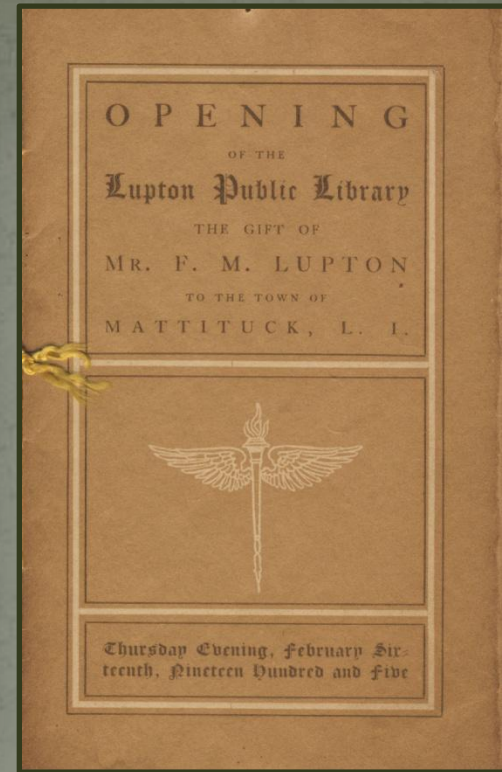 OPENING
OF THE
Lupton Public Library
THE GIFT OF
MR. F. M. LUPTON
TO THE TOWN OF
MATTITUCK, L. I.
Thursday Evening, February Six-
teenth, Nineteen Hundred and Five